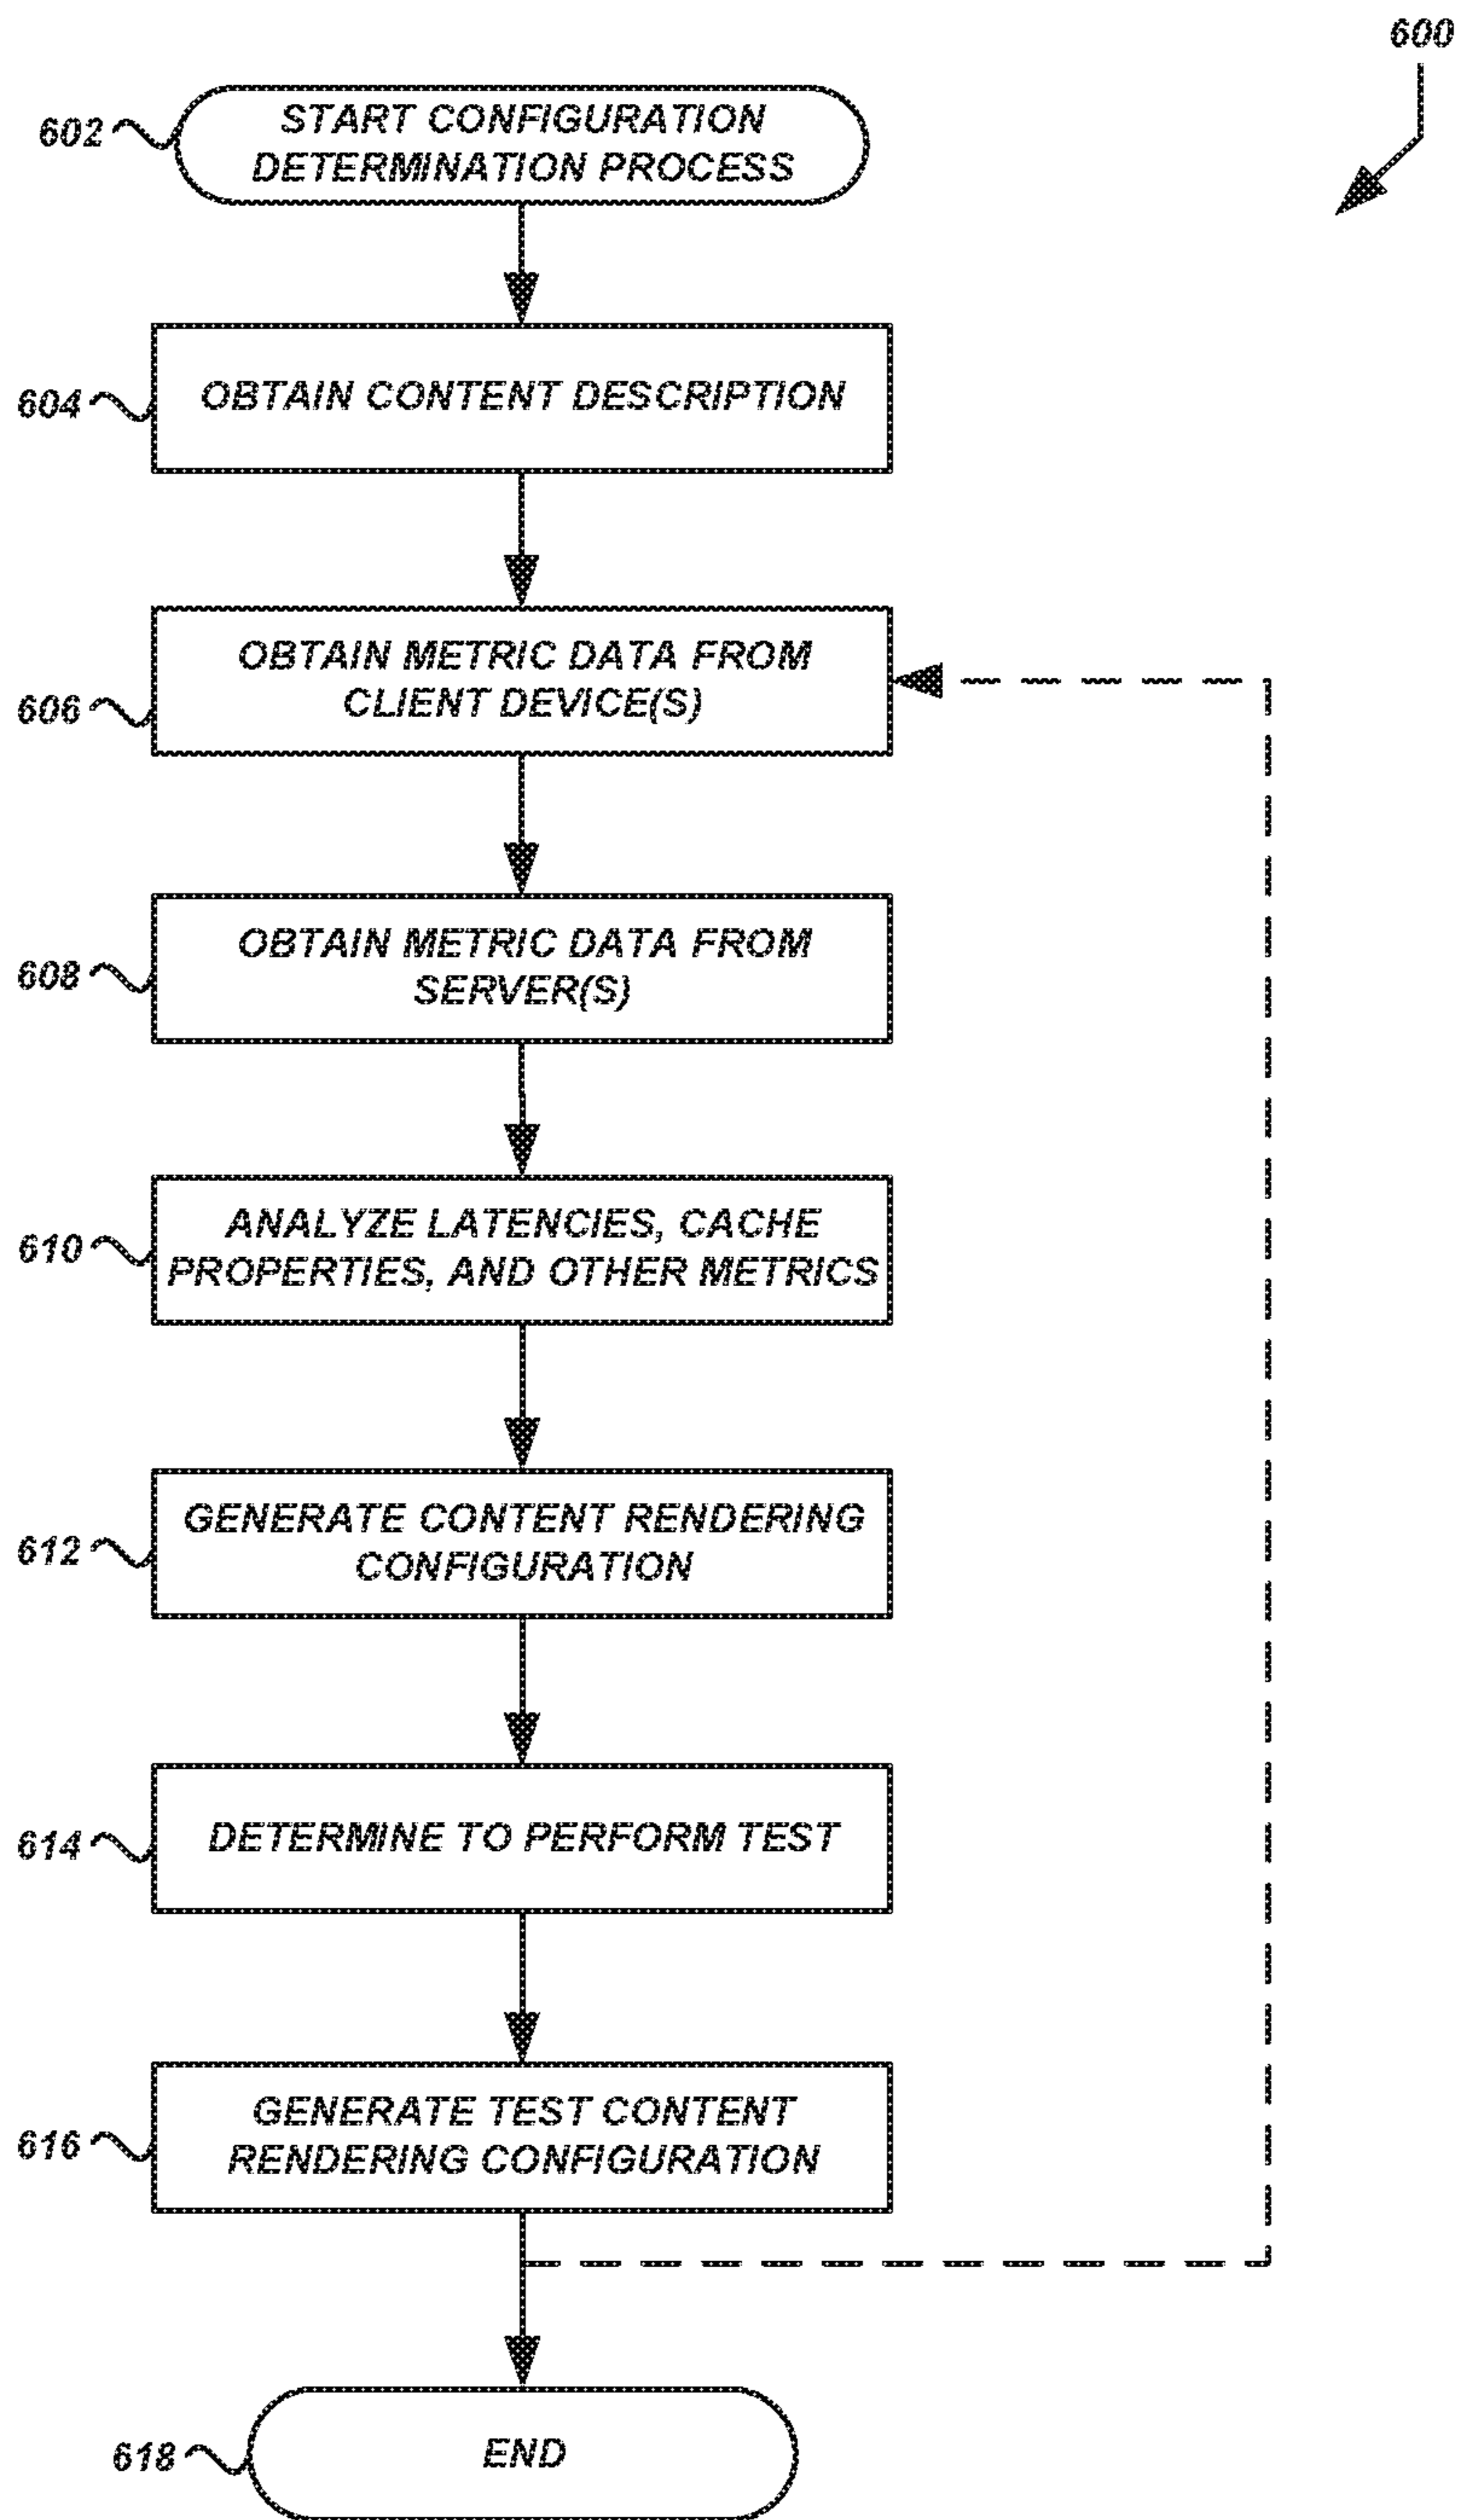 600
602
START CONFIGURATION
DETERMINATION PROCESS
604
OBTAIN CONTENT DESCRIPTION
606
OBTAIN METRIC DATA FROM
CLIENT DEVICE(S)
608
OBTAIN METRIC DATA FROM
SERVER(S)
610
ANALYZE LATENCIES, CACHE
PROPERTIES, AND OTHER METRICS
612
GENERATE CONTENT RENDERING
CONFIGURATION
614
DETERMINE TO PERFORM TEST
616
GENERATE TEST CONTENT
RENDERING CONFIGURATION
618
END